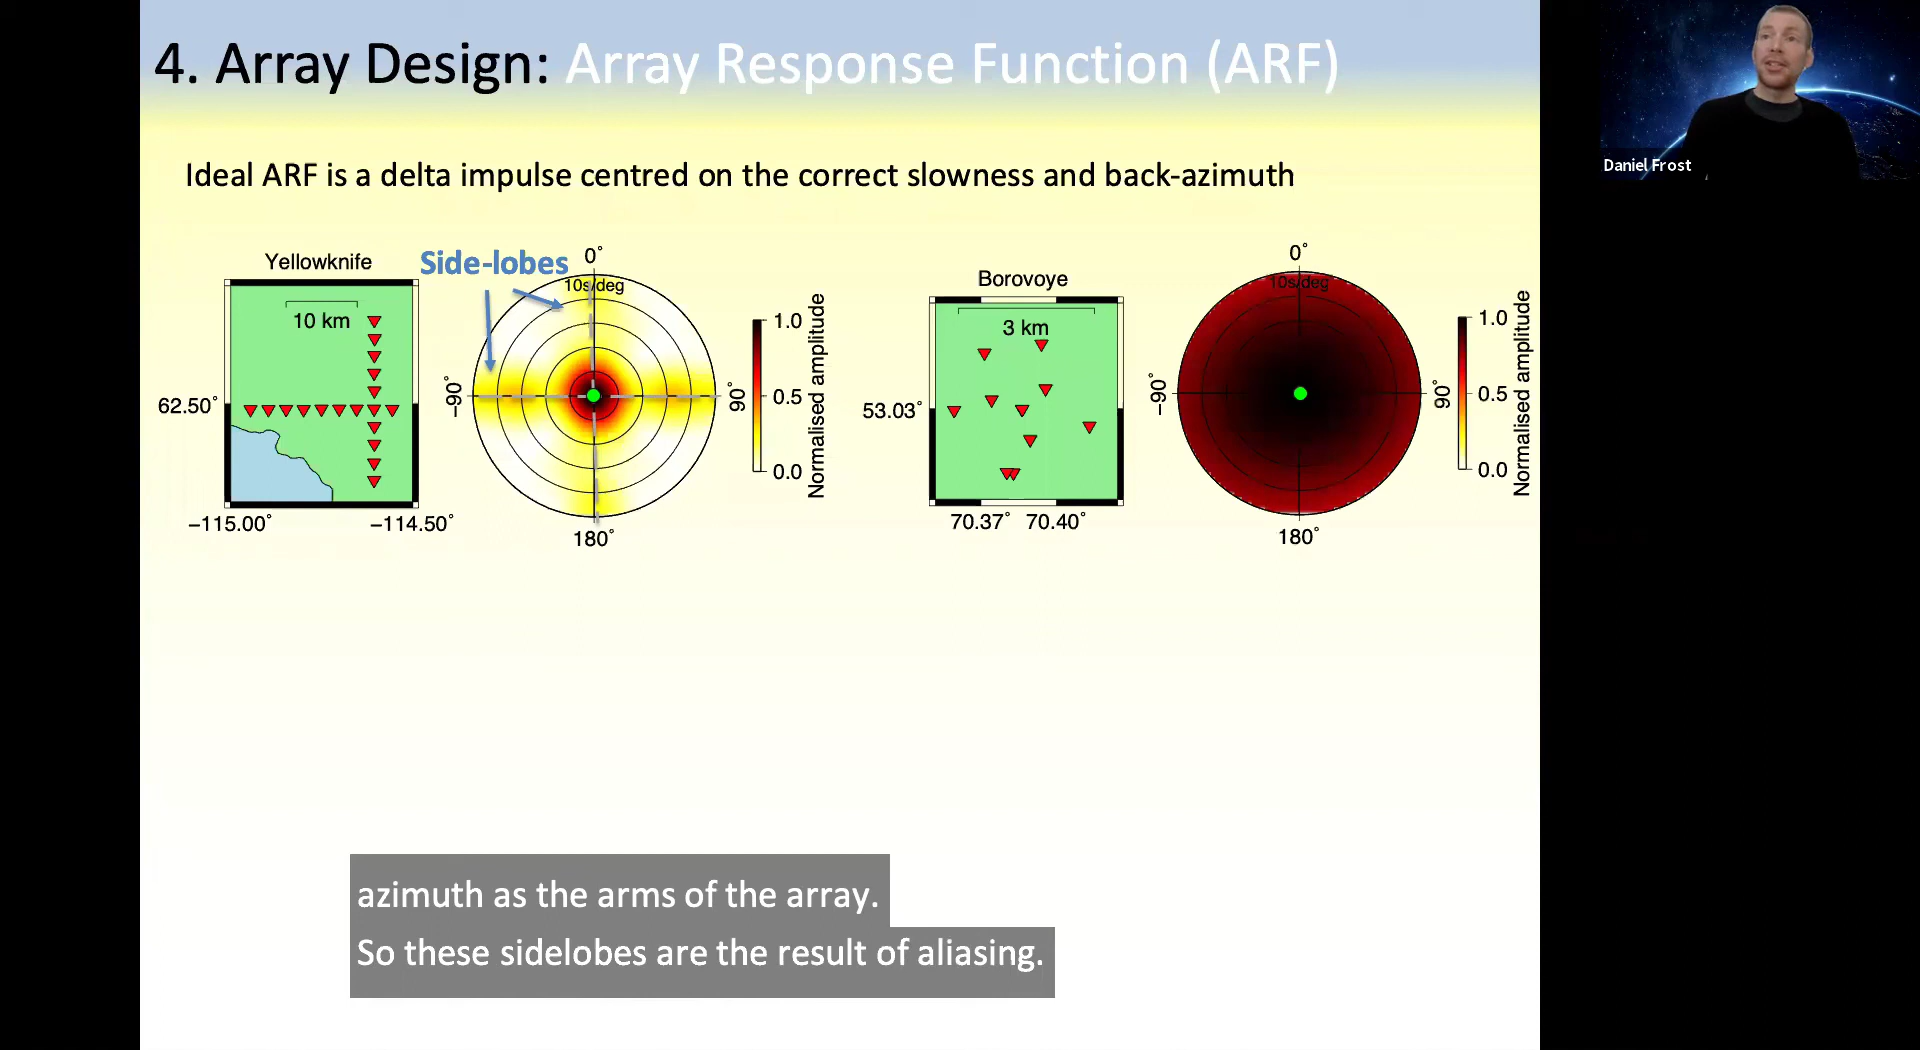 4. Array Design: Array Response Function (ARF)
Daniel Frost
Ideal ARF is a delta impulse centred on the correct slowness and back-azimuth
Yellowknife
10 km
62.50°
−115.00° −114.50°
Side-lobes
0°
10s/deg
−90°
90°
180°
1.0
0.5
0.0
Normalised amplitude
Borovoye
3 km
53.03°
70.37° 70.40°
0°
10s/deg
−90°
90°
180°
1.0
0.5
0.0
Normalised amplitude
azimuth as the arms of the array.
So these sidelobes are the result of aliasing.